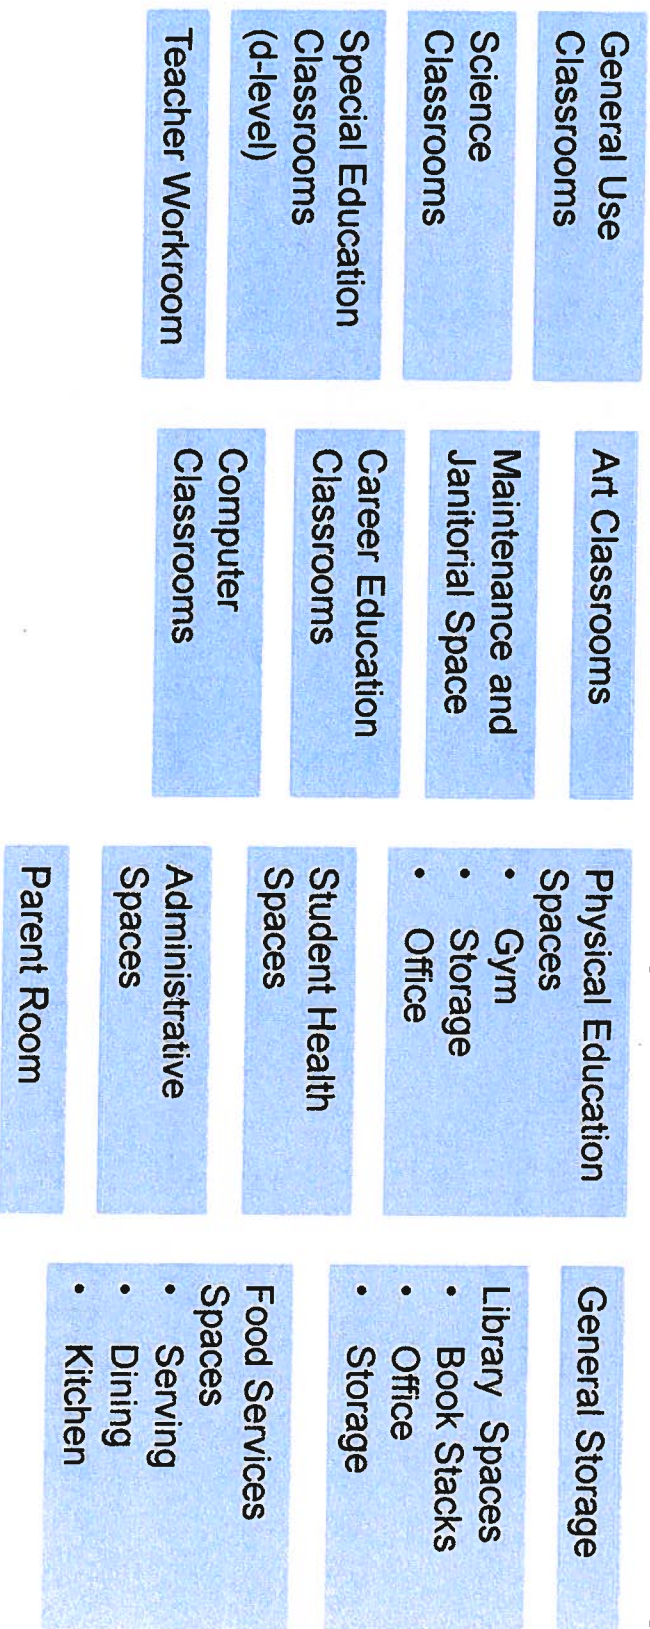 General Use
Classrooms
Science
Classrooms
Special Education
Classrooms
(d-level)
Teacher Workroom
Art Classrooms
Maintenance and
Janitorial Space
Career Education
Classrooms
Computer
Classrooms
Physical Education
Spaces
• Gym
• Storage
• Office
Student Health
Spaces
Administrative
Spaces
Parent Room
General Storage
Library Spaces
• Book Stacks
• Office
• Storage
Food Services
Spaces
• Serving
• Dining
• Kitchen